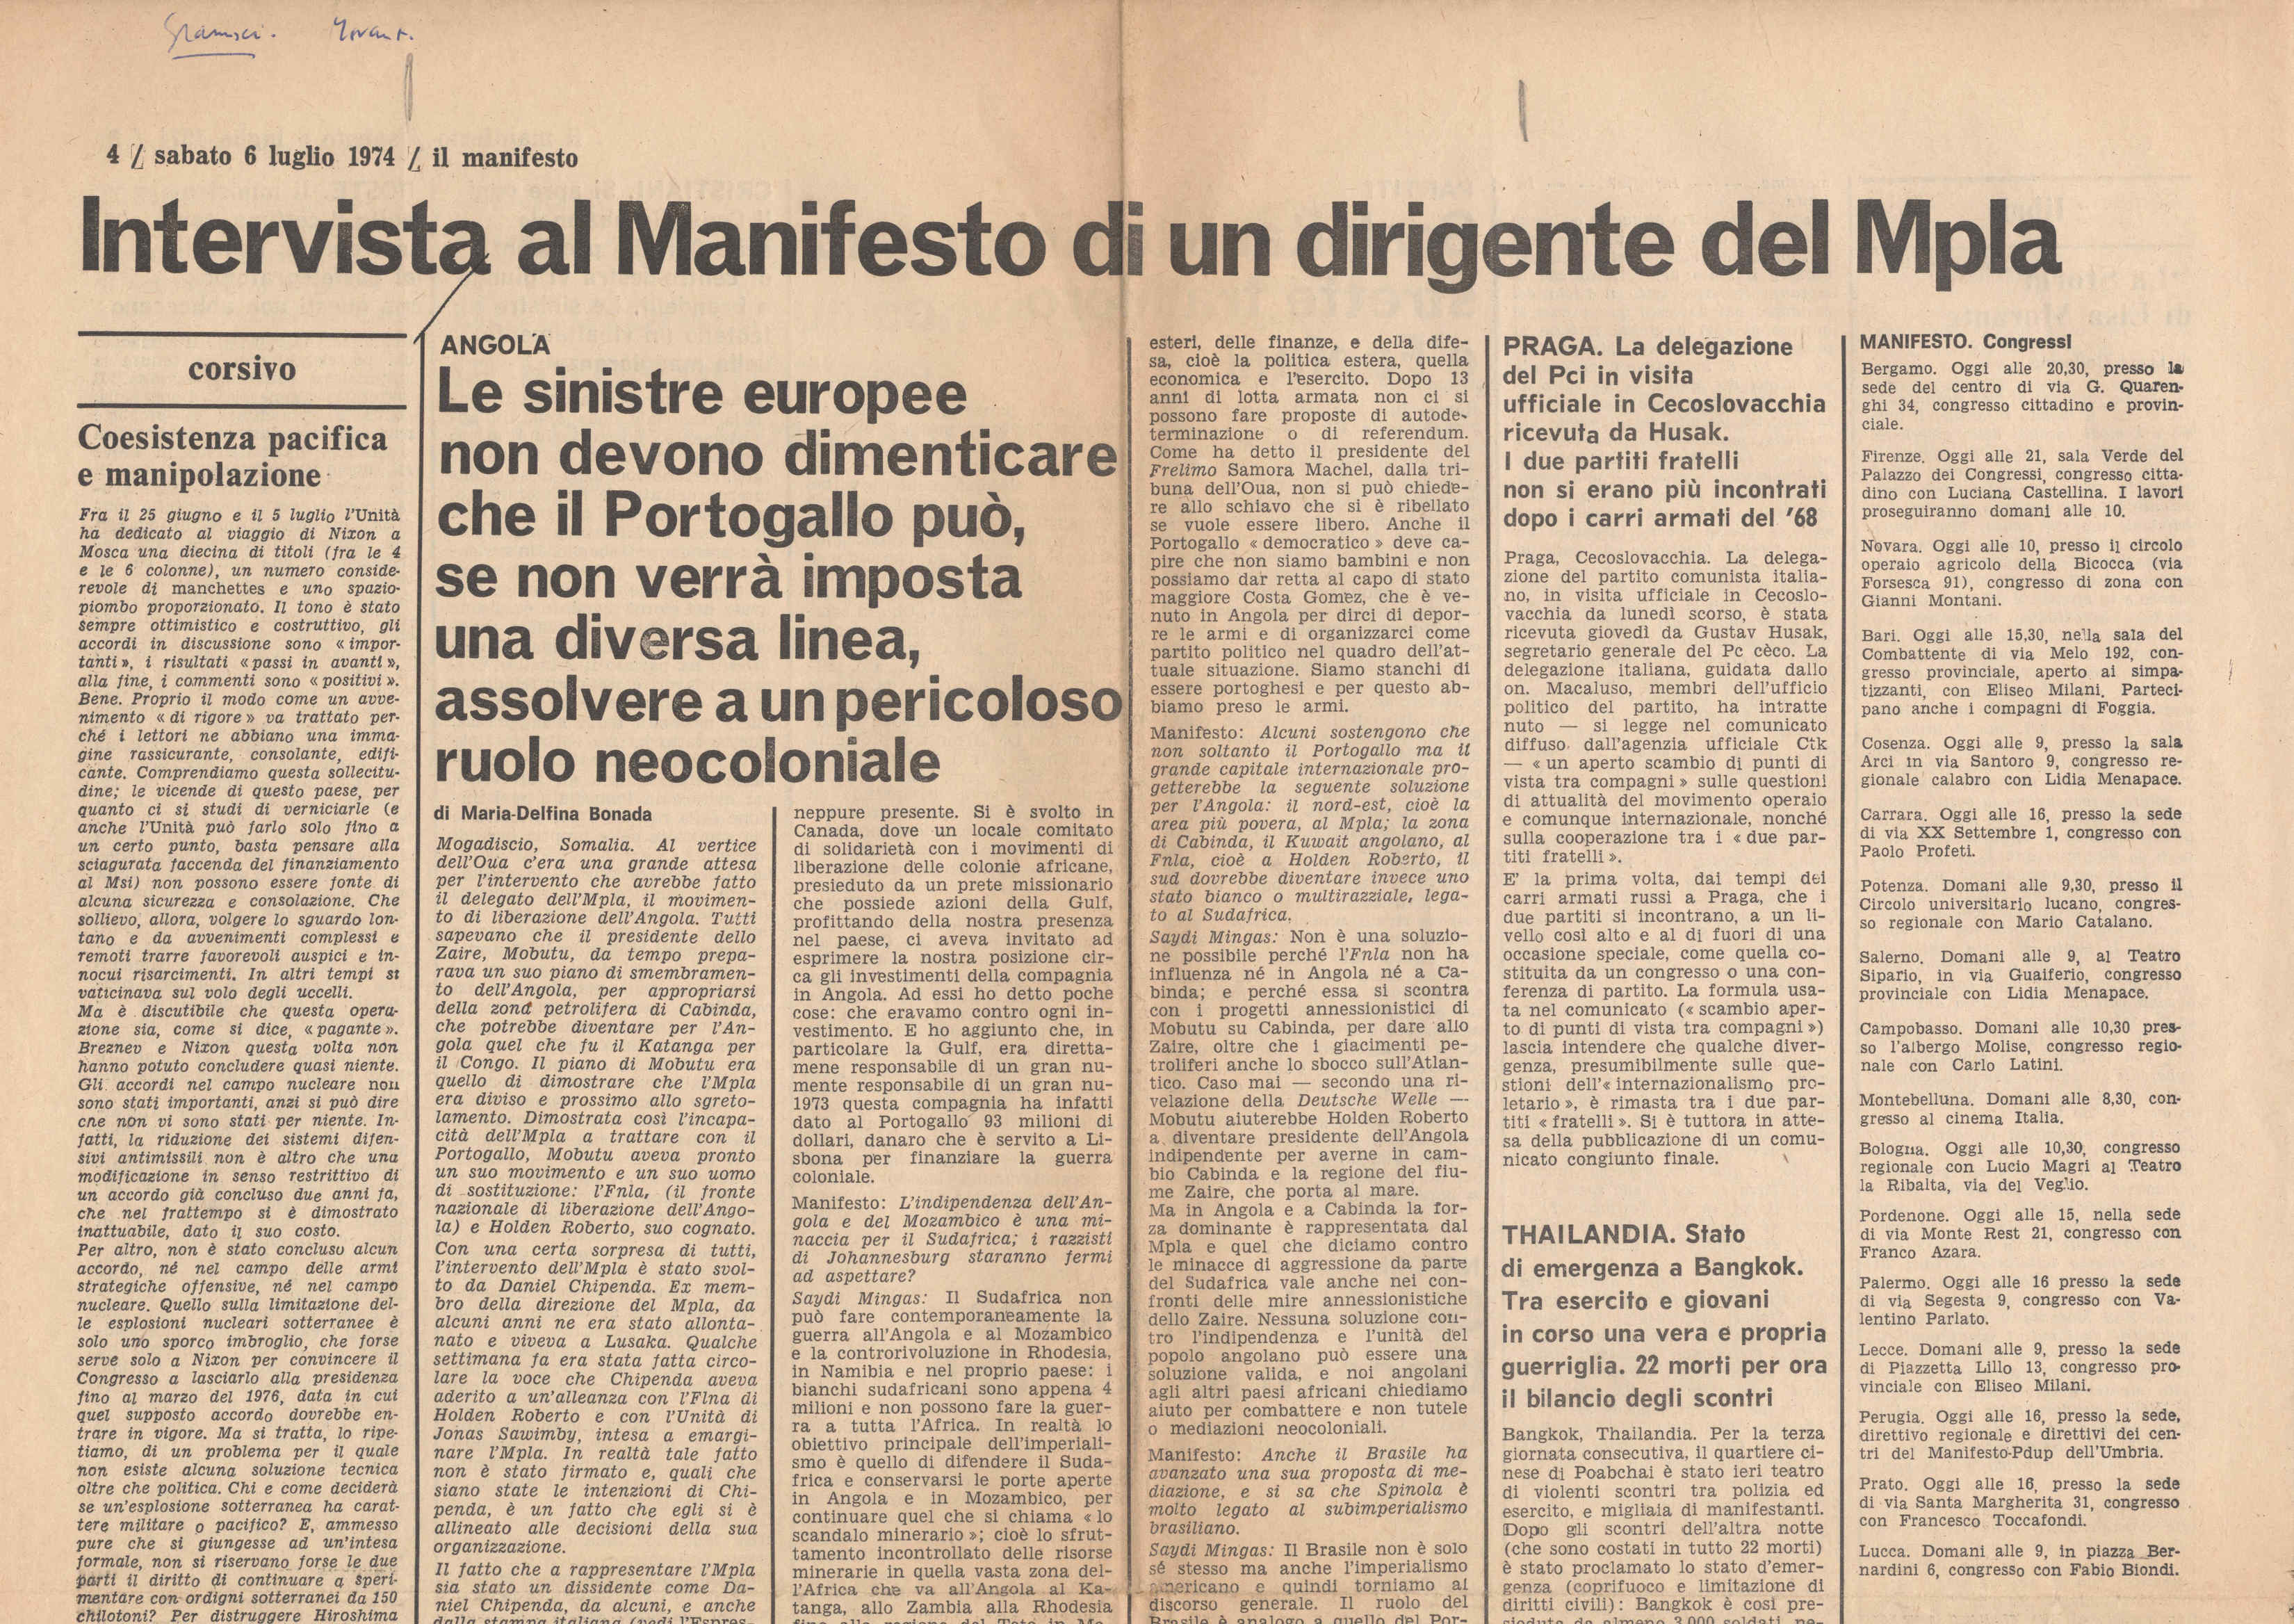 Gramsci.
4 / sabato 6 luglio 1974 / il manifesto
Intervista al Manifesto di un dirigente del Mpla
corsivo
Coesistenza pacifica
e manipolazione
Fra il 25 giugno e il 5 luglio l'Unità
ha dedicato al viaggio di Nixon a
Mosca una diecina di titoli (fra le 4
e le 6 colonne), un numero conside-
revole di manchettes e uno spazio-
piombo proporzionato. Il tono è stato
sempre ottimistico e costruttivo, gli
accordi in discussione sono « impor-
tanti », i risultati « passi in avanti »,
alla fine, i commenti sono « positivi ».
Bene. Proprio il modo come un avve-
nimento « di rigore » va trattato per-
ché i lettori ne abbiano una imma-
gine rassicurante, consolante, edifi-
cante. Comprendiamo questa sollecitu-
dine; le vicende di questo paese, per
quanto ci si studi di verniciarle (e
anche l'Unità può farlo solo fino a
un certo punto, basta pensare alla
sciagurata faccenda del finanziamento
al Msi) non possono essere fonte di
alcuna sicurezza e consolazione. Che
sollievo, allora, volgere lo sguardo lon-
tano e da avvenimenti complessi e
remoti trarre favorevoli auspici e in-
nocui risarcimenti. In altri tempi si
vaticinava sul volo degli uccelli.
Ma è discutibile che questa opera-
zione sia, come si dice, « pagante ».
Breznev e Nixon questa volta non
hanno potuto concludere quasi niente.
Gli accordi nel campo nucleare non
sono stati importanti, anzi si può dire
che non vi sono stati per niente. In-
fatti, la riduzione dei sistemi difen-
sivi antimissili non è altro che una
modificazione in senso restrittivo di
un accordo già concluso due anni fa,
che nel frattempo si è dimostrato
inattuabile, dato il suo costo.
Per altro, non è stato concluso alcun
accordo, né nel campo delle armi
strategiche offensive, né nel campo
nucleare. Quello sulla limitazione del-
le esplosioni nucleari sotterranee è
solo uno sporco imbroglio, che forse
serve solo a Nixon per convincere il
Congresso a lasciarlo alla presidenza
fino al marzo del 1976, data in cui
quel supposto accordo dovrebbe en-
trare in vigore. Ma si tratta, lo ripe-
tiamo, di un problema per il quale
non esiste alcuna soluzione tecnica
oltre che politica. Chi e come deciderà
se un'esplosione sotterranea ha carat-
tere militare o pacifico? E, ammesso
pure che si giungesse ad un'intesa
formale, non si riservano forse le due
parti il diritto di continuare a speri-
mentare con ordigni sotterranei da 150
chilotoni? Per distruggere Hiroshima
ANGOLA
Le sinistre europee
non devono dimenticare
che il Portogallo può,
se non verrà imposta
una diversa linea,
assolvere a un pericoloso
ruolo neocoloniale
di Maria-Delfina Bonada
Mogadiscio, Somalia. Al vertice
dell'Oua c'era una grande attesa
per l'intervento che avrebbe fatto
il delegato dell'Mpla, il movimen-
to di liberazione dell'Angola. Tutti
sapevano che il presidente dello
Zaire, Mobutu, da tempo prepa-
rava un suo piano di smembramen-
to dell'Angola, per appropriarsi
della zona petrolifera di Cabinda,
che potrebbe diventare per l'An-
gola quel che fu il Katanga per
il Congo. Il piano di Mobutu era
quello di dimostrare che l'Mpla
era diviso e prossimo allo sgreto-
lamento. Dimostrata così l'incapa-
cità dell'Mpla a trattare con il
Portogallo, Mobutu aveva pronto
un suo movimento e un suo uomo
di sostituzione: l'Fnla, (il fronte
nazionale di liberazione dell'Ango-
la) e Holden Roberto, suo cognato.
Con una certa sorpresa di tutti,
l'intervento dell'Mpla è stato svol-
to da Daniel Chipenda. Ex mem-
bro della direzione del Mpla, da
alcuni anni ne era stato allonta-
nato e viveva a Lusaka. Qualche
settimana fa era stata fatta circo-
lare la voce che Chipenda aveva
aderito a un'alleanza con l'Flna di
Holden Roberto e con l'Unità di
Jonas Sawimby, intesa a emargi-
nare l'Mpla. In realtà tale fatto
non è stato firmato e, quali che
siano state le intenzioni di Chi-
penda, è un fatto che egli si è
allineato alle decisioni della sua
organizzazione.
Il fatto che a rappresentare l'Mpla
sia stato un dissidente come Da-
niel Chipenda, da alcuni, e anche
dalla stampa italiana (vedi l'Espres-
neppure presente. Si è svolto in
Canada, dove un locale comitato
di solidarietà con i movimenti di
liberazione delle colonie africane,
presieduto da un prete missionario
che possiede azioni della Gulf,
profittando della nostra presenza
nel paese, ci aveva invitato ad
esprimere la nostra posizione cir-
ca gli investimenti della compagnia
in Angola. Ad essi ho detto poche
cose: che eravamo contro ogni in-
vestimento. E ho aggiunto che, in
particolare la Gulf, era diretta-
mene responsabile di un gran nu-
mente responsabile di un gran nu-
1973 questa compagnia ha infatti
dato al Portogallo 93 milioni di
dollari, danaro che è servito a Li-
sbona per finanziare la guerra
coloniale.
Manifesto: L'indipendenza dell'An-
gola e del Mozambico è una mi-
naccia per il Sudafrica; i razzisti
di Johannesburg staranno fermi
ad aspettare?
Saydi Mingas: Il Sudafrica non
può fare contemporaneamente la
guerra all'Angola e al Mozambico
e la controrivoluzione in Rhodesia,
in Namibia e nel proprio paese: i
bianchi sudafricani sono appena 4
milioni e non possono fare la guer-
ra a tutta l'Africa. In realtà lo
obiettivo principale dell'imperiali-
smo è quello di difendere il Suda-
frica e conservarsi le porte aperte
in Angola e in Mozambico, per
continuare quel che si chiama « lo
scandalo minerario »; cioè lo sfrut-
tamento incontrollato delle risorse
minerarie in quella vasta zona del-
l'Africa che va all'Angola al Ka-
tanga, allo Zambia alla Rhodesia
esteri, delle finanze, e della dife-
sa, cioè la politica estera, quella
economica e l'esercito. Dopo 13
anni di lotta armata non ci si
possono fare proposte di autode-
terminazione o di referendum.
Come ha detto il presidente del
Frelimo Samora Machel, dalla tri-
buna dell'Oua, non si può chiede-
re allo schiavo che si è ribellato
se vuole essere libero. Anche il
Portogallo « democratico » deve ca-
pire che non siamo bambini e non
possiamo dar retta al capo di stato
maggiore Costa Gomez, che è ve-
nuto in Angola per dirci di depor-
re le armi e di organizzarci come
partito politico nel quadro dell'at-
tuale situazione. Siamo stanchi di
essere portoghesi e per questo ab-
biamo preso le armi.
Manifesto: Alcuni sostengono che
non soltanto il Portogallo ma il
grande capitale internazionale pro-
getterebbe la seguente soluzione
per l'Angola: il nord-est, cioè la
area più povera, al Mpla; la zona
di Cabinda, il Kuwait angolano, al
Fnla, cioè a Holden Roberto, il
sud dovrebbe diventare invece uno
stato bianco o multirazziale, lega-
to al Sudafrica.
Saydi Mingas: Non è una soluzio-
ne possibile perché l'Fnla non ha
influenza né in Angola né a Ca-
binda; e perché essa si scontra
con i progetti annessionistici di
Mobutu su Cabinda, per dare allo
Zaire, oltre che i giacimenti pe-
troliferi anche lo sbocco sull'Atlan-
tico. Caso mai — secondo una ri-
velazione della Deutsche Welle —
Mobutu aiuterebbe Holden Roberto
a diventare presidente dell'Angola
indipendente per averne in cam-
bio Cabinda e la regione del fiu-
me Zaire, che porta al mare.
Ma in Angola e a Cabinda la for-
za dominante è rappresentata dal
Mpla e quel che diciamo contro
le minacce di aggressione da parte
del Sudafrica vale anche nei con-
fronti delle mire annessionistiche
dello Zaire. Nessuna soluzione con-
tro l'indipendenza e l'unità del
popolo angolano può essere una
soluzione valida, e noi angolani
agli altri paesi africani chiediamo
aiuto per combattere e non tutele
o mediazioni neocoloniali.
Manifesto: Anche il Brasile ha
avanzato una sua proposta di me-
diazione, e si sa che Spinola è
molto legato al subimperialismo
brasiliano.
Saydi Mingas: Il Brasile non è solo
sé stesso ma anche l'imperialismo
americano e quindi torniamo al
discorso generale. Il ruolo del
Brasile è analogo a quello del Por-
PRAGA. La delegazione
del Pci in visita
ufficiale in Cecoslovacchia
ricevuta da Husak.
I due partiti fratelli
non si erano più incontrati
dopo i carri armati del '68
Praga, Cecoslovacchia. La delega-
zione del partito comunista italia-
no, in visita ufficiale in Cecoslo-
vacchia da lunedì scorso, è stata
ricevuta giovedì da Gustav Husak,
segretario generale del Pc cèco. La
delegazione italiana, guidata dallo
on. Macaluso, membri dell'ufficio
politico del partito, ha intratte
nuto — si legge nel comunicato
diffuso dall'agenzia ufficiale Ctk
— « un aperto scambio di punti di
vista tra compagni » sulle questioni
di attualità del movimento operaio
e comunque internazionale, nonché
sulla cooperazione tra i « due par-
titi fratelli ».
E' la prima volta, dai tempi dei
carri armati russi a Praga, che i
due partiti si incontrano, a un li-
vello così alto e al di fuori di una
occasione speciale, come quella co-
stituita da un congresso o una con-
ferenza di partito. La formula usa-
ta nel comunicato (« scambio aper-
to di punti di vista tra compagni »)
lascia intendere che qualche diver-
genza, presumibilmente sulle que-
stioni dell'« internazionalismo pro-
letario », è rimasta tra i due par-
titi « fratelli ». Si è tuttora in atte-
sa della pubblicazione di un comu-
nicato congiunto finale.
THAILANDIA. Stato
di emergenza a Bangkok.
Tra esercito e giovani
in corso una vera e propria
guerriglia. 22 morti per ora
il bilancio degli scontri
Bangkok, Thailandia. Per la terza
giornata consecutiva, il quartiere ci-
nese di Poabchai è stato ieri teatro
di violenti scontri tra polizia ed
esercito, e migliaia di manifestanti.
Dopo gli scontri dell'altra notte
(che sono costati in tutto 22 morti)
è stato proclamato lo stato d'emer-
genza (coprifuoco e limitazione di
diritti civili): Bangkok è così pre-
sieduta da almeno 3.000 soldati, ne-
MANIFESTO. Congressi
Bergamo. Oggi alle 20,30, presso la
sede del centro di via G. Quaren-
ghi 34, congresso cittadino e provin-
ciale.
Firenze. Oggi alle 21, sala Verde del
Palazzo dei Congressi, congresso citta-
dino con Luciana Castellina. I lavori
proseguiranno domani alle 10.
Novara. Oggi alle 10, presso il circolo
operaio agricolo della Bicocca (via
Forsesca 91), congresso di zona con
Gianni Montani.
Bari. Oggi alle 15,30, nella sala del
Combattente di via Melo 192, con-
gresso provinciale, aperto ai simpa-
tizzanti, con Eliseo Milani. Parteci-
pano anche i compagni di Foggia.
Cosenza. Oggi alle 9, presso la sala
Arci in via Santoro 9, congresso re-
gionale calabro con Lidia Menapace.
Carrara. Oggi alle 16, presso la sede
di via XX Settembre 1, congresso con
Paolo Profeti.
Potenza. Domani alle 9,30, presso il
Circolo universitario lucano, congres-
so regionale con Mario Catalano.
Salerno. Domani alle 9, al Teatro
Sipario, in via Guaiferio, congresso
provinciale con Lidia Menapace.
Campobasso. Domani alle 10,30 pres-
so l'albergo Molise, congresso regio-
nale con Carlo Latini.
Montebelluna. Domani alle 8,30, con-
gresso al cinema Italia.
Bologna. Oggi alle 10,30, congresso
regionale con Lucio Magri al Teatro
la Ribalta, via del Veglio.
Pordenone. Oggi alle 15, nella sede
di via Monte Rest 21, congresso con
Franco Azara.
Palermo. Oggi alle 16 presso la sede
di via Segesta 9, congresso con Va-
lentino Parlato.
Lecce. Domani alle 9, presso la sede
di Piazzetta Lillo 13, congresso pro-
vinciale con Eliseo Milani.
Perugia. Oggi alle 16, presso la sede,
direttivo regionale e direttivi dei cen-
tri del Manifesto-Pdup dell'Umbria.
Prato. Oggi alle 16, presso la sede
di via Santa Margherita 31, congresso
con Francesco Toccafondi.
Lucca. Domani alle 9, in piazza Ber-
nardini 6, congresso con Fabio Biondi.